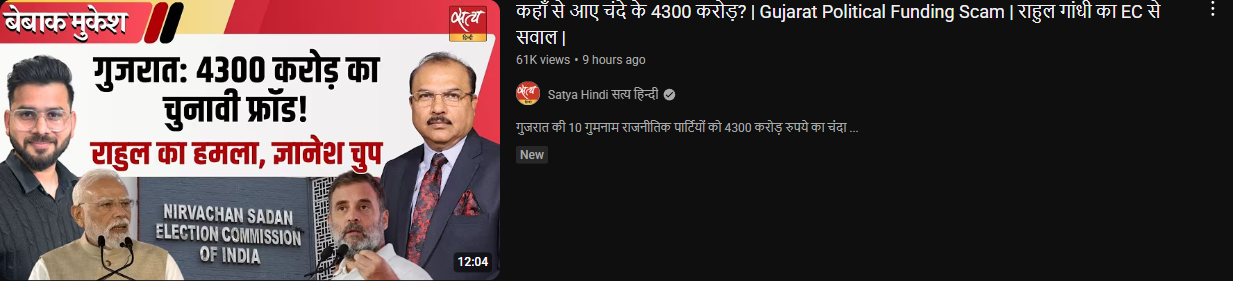 बेबाक मुकेश
सत्य
हिन्दी
गुजरात: 4300 करोड़ का
चुनावी फ्रॉड!
राहुल का हमला, ज्ञानेश चुप
NIRVACHAN SADAN
ELECTION COMMISSION
OF INDIA
12:04
कहाँ से आए चंदे के 4300 करोड़? | Gujarat Political Funding Scam | राहुल गांधी का EC से
सवाल |
61K views • 9 hours ago
सत्य
Satya Hindi सत्य हिन्दी
गुजरात की 10 गुमनाम राजनीतिक पार्टियों को 4300 करोड़ रुपये का चंदा ...
New